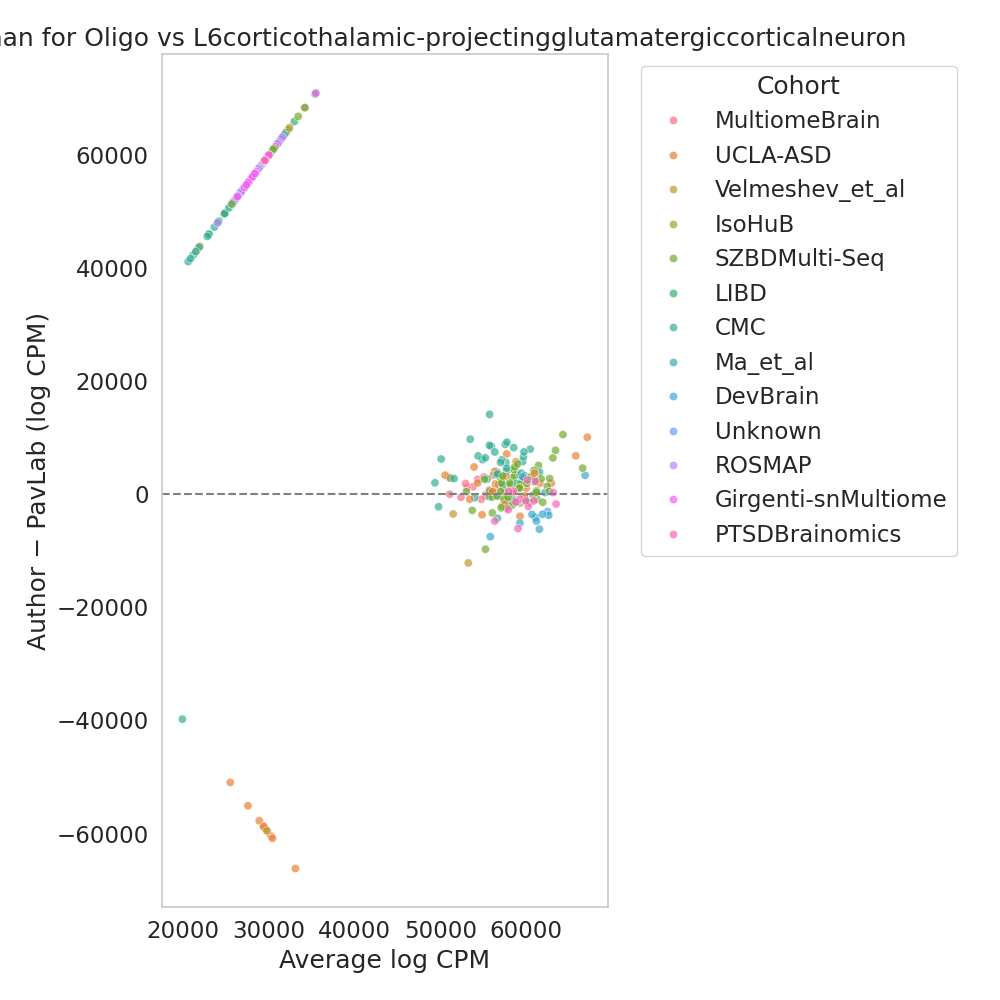 an for Oligo vs L6corticothalamic-projectingglutamatergiccorticalneuron
Author − PavLab (log CPM)
60000
40000
20000
0
−20000
−40000
−60000
20000 30000 40000 50000 60000
Average log CPM
Cohort
MultiomeBrain
UCLA-ASD
Velmeshev_et_al
IsoHuB
SZBDMulti-Seq
LIBD
CMC
Ma_et_al
DevBrain
Unknown
ROSMAP
Girgenti-snMultiome
PTSDBrainomics